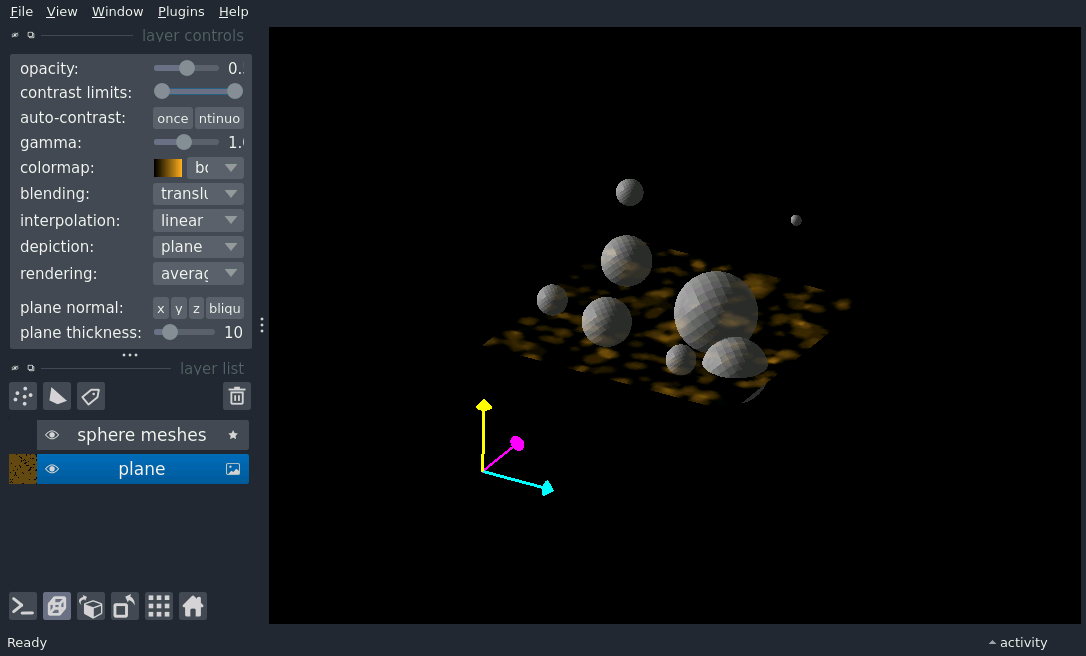 File View Window Plugins Help
layer controls
opacity: 0.
contrast limits:
auto-contrast: once ntinuo
gamma: 1.
colormap: bo
blending: translu
interpolation: linear
depiction: plane
rendering: averag
plane normal: x y z bliqu
plane thickness: 10
layer list
sphere meshes
plane
Ready activity